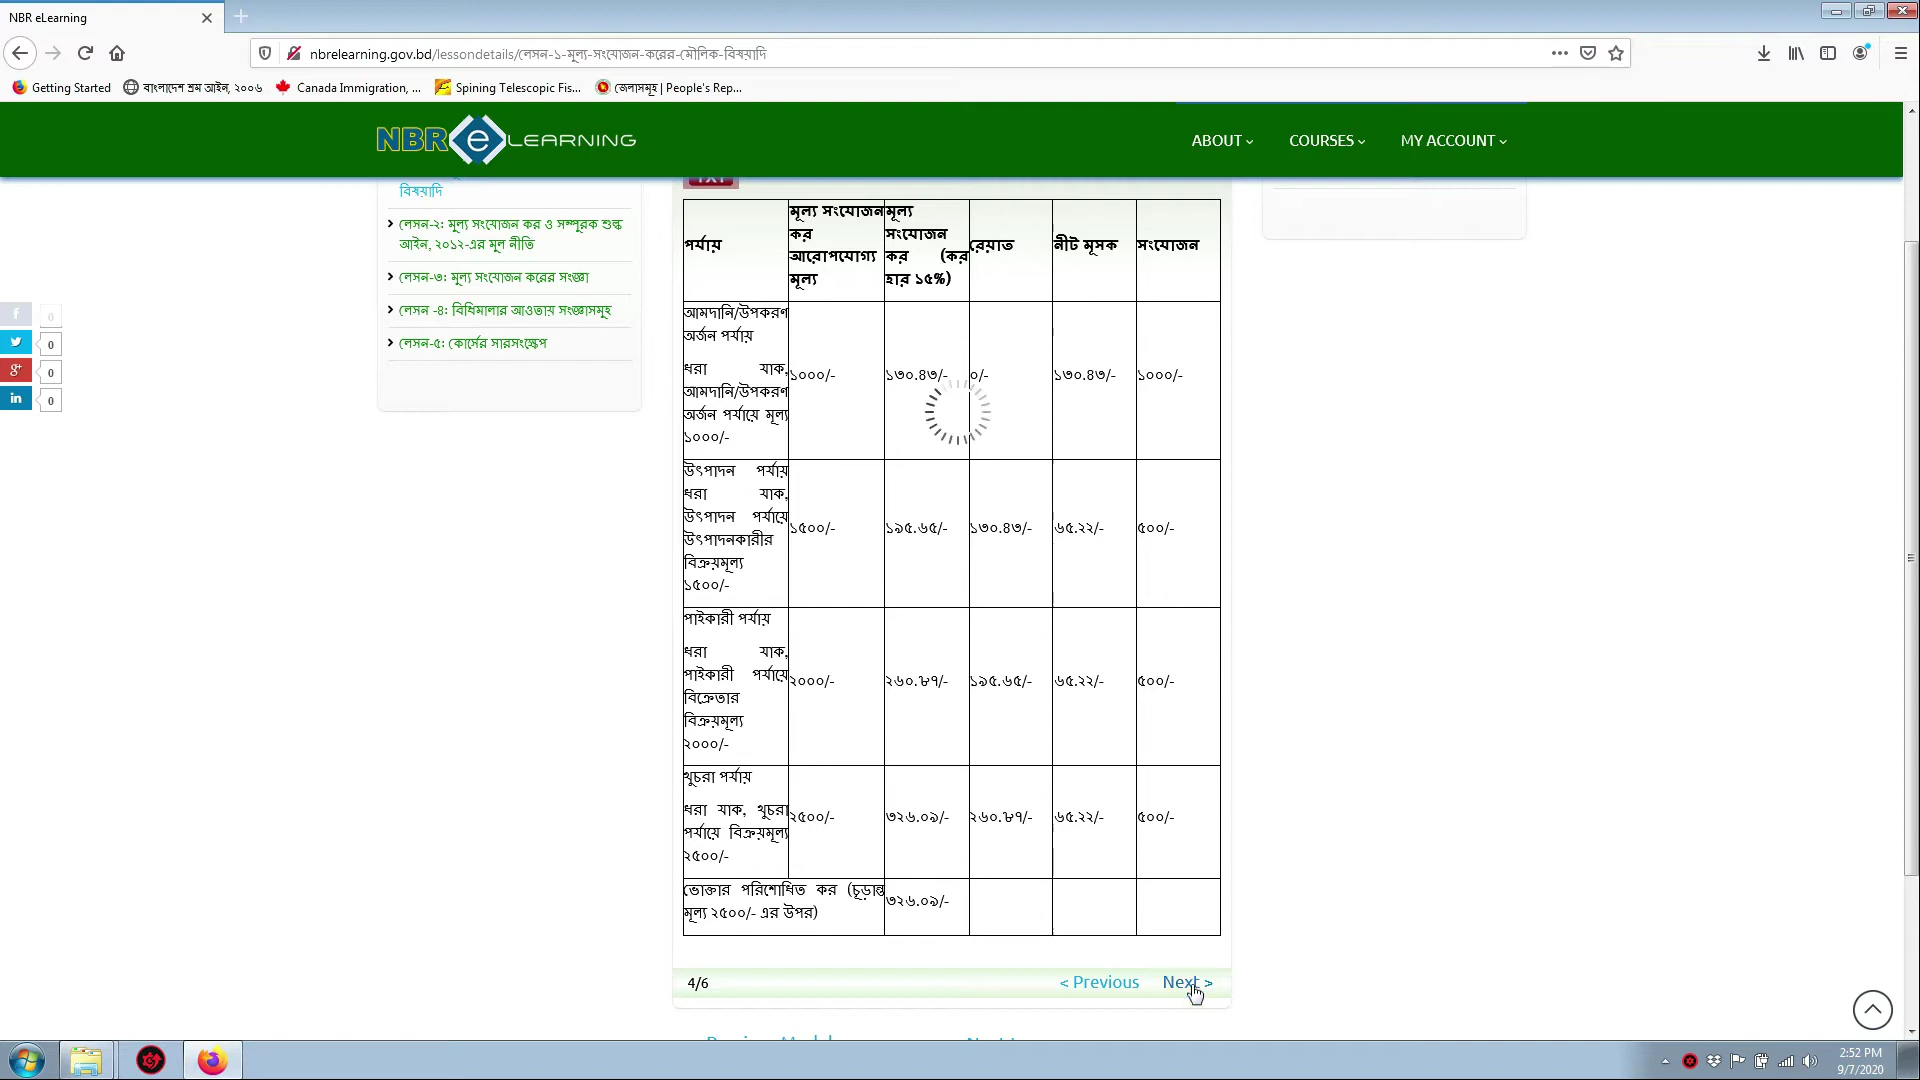 NBR eLearning
nbrelearning.gov.bd/lessondetails/লেসন-১-মূল্য-সংযোজন-করের-মৌলিক-বিষয়াদি
Getting Started বাংলাদেশ শ্রম আইন, ২০০৬ Canada Immigration, ... Spining Telescopic Fis... জেলাসমূহ | People's Rep...
NBR e LEARNING
ABOUT COURSES MY ACCOUNT
বিষয়াদি
লেসন-২: মূল্য সংযোজন কর ও সম্পূরক শুল্ক
আইন, ২০১২-এর মূল নীতি
লেসন-৩: মূল্য সংযোজন করের সংজ্ঞা
লেসন -৪: বিধিমালার আওতায় সংজ্ঞাসমূহ
লেসন-৫: কোর্সের সারসংক্ষেপ
f 0
0
g+ 0
in 0
পর্যায়
মূল্য সংযোজন
কর
আরোপযোগ্য
মূল্য
মূল্য
সংযোজন
কর (কর
হার ১৫%)
রেয়াত
নীট মূসক
সংযোজন
আমদানি/উপকরণ
অর্জন পর্যায়
ধরা যাক,
আমদানি/উপকরণ
অর্জন পর্যায়ে মূল্য
১০০০/-
১০০০/- ১৩০.৪৩/- ০/- ১৩০.৪৩/- ১০০০/-
উৎপাদন পর্যায়
ধরা যাক,
উৎপাদন পর্যায়ে
উৎপাদনকারীর
বিক্রয়মূল্য
১৫০০/-
১৫০০/- ১৯৫.৬৫/- ১৩০.৪৩/- ৬৫.২২/- ৫০০/-
পাইকারী পর্যায়
ধরা যাক,
পাইকারী পর্যায়ে
বিক্রেতার
বিক্রয়মূল্য
২০০০/-
২০০০/- ২৬০.৮৭/- ১৯৫.৬৫/- ৬৫.২২/- ৫০০/-
খুচরা পর্যায়
ধরা যাক, খুচরা
পর্যায়ে বিক্রয়মূল্য
২৫০০/-
২৫০০/- ৩২৬.০৯/- ২৬০.৮৭/- ৬৫.২২/- ৫০০/-
ভোক্তার পরিশোধিত কর (চূড়ান্ত
মূল্য ২৫০০/- এর উপর)
৩২৬.০৯/-
4/6 < Previous Next >
2:52 PM
9/7/2020